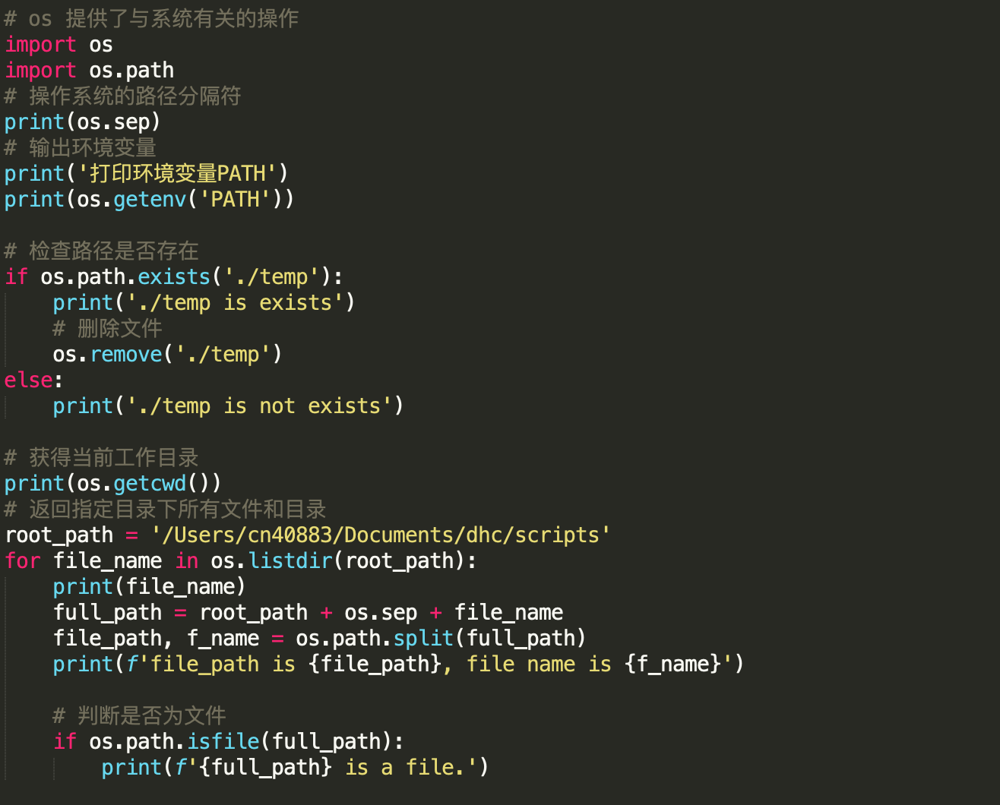 # os 提供了与系统有关的操作
import os
import os.path
# 操作系统的路径分隔符
print(os.sep)
# 输出环境变量
print('打印环境变量PATH')
print(os.getenv('PATH'))
# 检查路径是否存在
if os.path.exists('./temp'):
    print('./temp is exists')
    # 删除文件
    os.remove('./temp')
else:
    print('./temp is not exists')
# 获得当前工作目录
print(os.getcwd())
# 返回指定目录下所有文件和目录
root_path = '/Users/cn40883/Documents/dhc/scripts'
for file_name in os.listdir(root_path):
    print(file_name)
    full_path = root_path + os.sep + file_name
    file_path, f_name = os.path.split(full_path)
    print(f'file_path is {file_path}, file name is {f_name}')
    # 判断是否为文件
    if os.path.isfile(full_path):
        print(f'{full_path} is a file.')